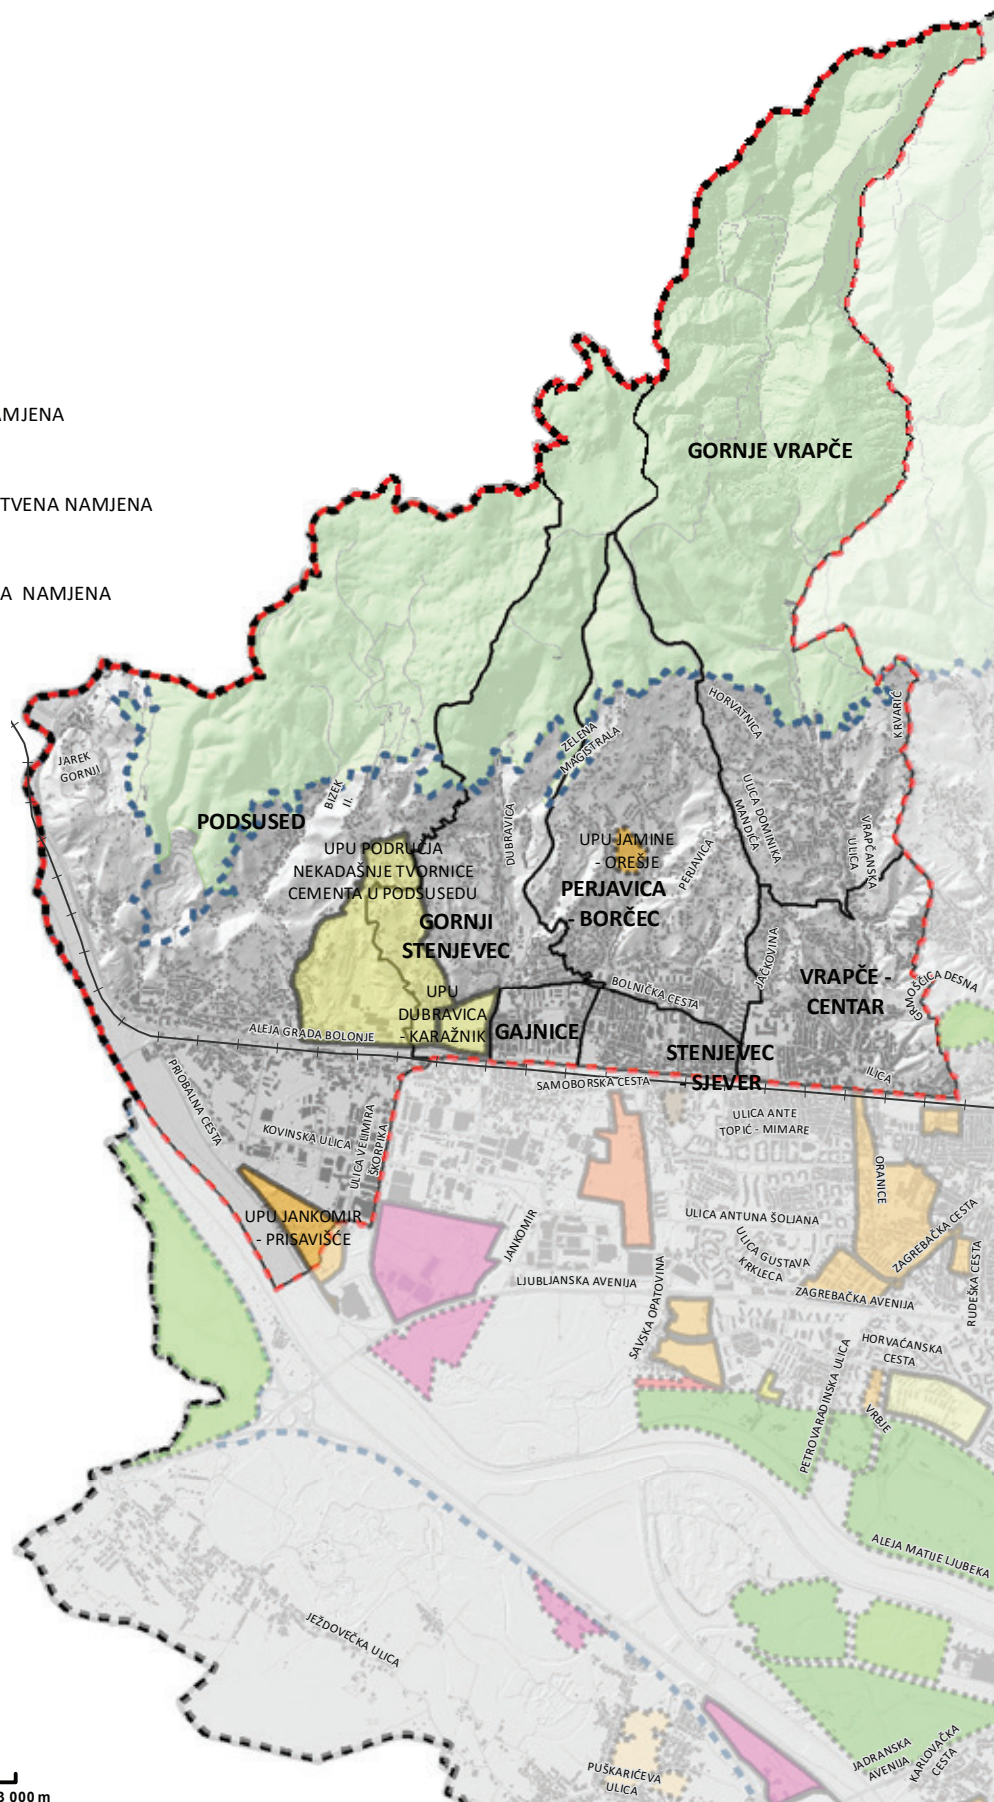 AMJENA
GORNJE VRAPČE
TVENA NAMJENA
A NAMJENA
HORVATNICA
KRVARIĆ
ZELENA
MAGISTRALA
JAREK
GORNJI
BIZEK
II.
PODSUSED
DUBRAVICA
ULICA DOMINIKA
MANDIĆA
VRAPČANSKA
ULICA
UPU PODRUČJA
NEKADAŠNJE TVORNICE
CEMENTA U PODSUSEDU
UPU JAMINE
- OREŠJE
PERJAVICA
PERJAVICA
- BORČEC
GORNJI
STENJEVEC
JAČKOVINA
VRAPČE -
CENTAR
GRMOŠČICA DESNA
BOLNIČKA CESTA
UPU
DUBRAVICA
- KARAŽNIK
GAJNICE
ALEJA GRADA BOLONJE
STENJEVEC
- SJEVER
ILICA
SAMOBORSKA CESTA
PRIOBALNA CESTA
KOVINSKA ULICA
ULICA VELIMIRA
ŠKORPIKA
ULICA ANTE
TOPIĆ - MIMARE
ORANICE
UPU JANKOMIR
- PRISAVIŠĆE
JANKOMIR
ULICA ANTUNA ŠOLJANA
ULICA GUSTAVA
KRKLECA
ZAGREBAČKA CESTA
RUDEŠKA CESTA
LJUBLJANSKA AVENIJA
ZAGREBAČKA AVENIJA
SAVSKA OPATOVINA
HORVAĆANSKA
CESTA
PETROVARADINSKA ULICA
VRBJE
ALEJA MATIJE LJUBEKA
JEŽDOVEČKA ULICA
JADRANSKA
AVENIJA
KARLOVAČKA
CESTA
PUŠKARIĆEVA
ULICA
3 000 m